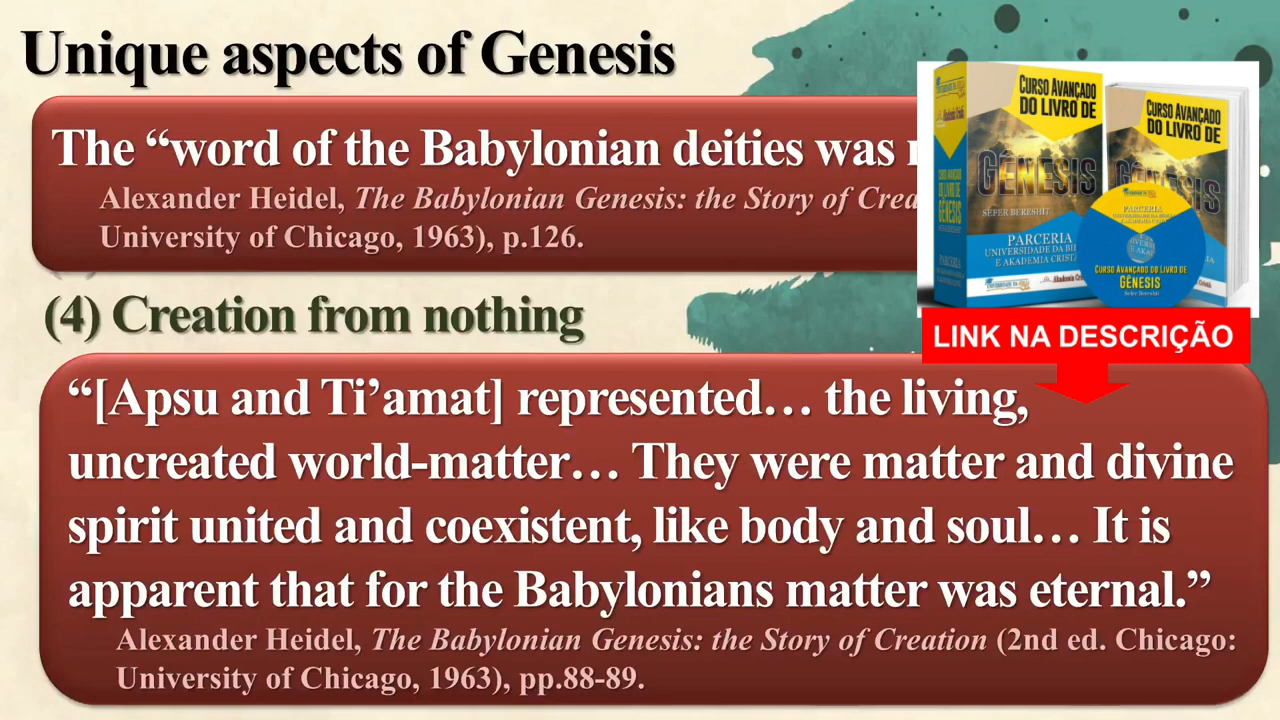 Unique aspects of Genesis
The “word of the Babylonian deities was
Alexander Heidel, The Babylonian Genesis: the Story of Crea
University of Chicago, 1963), p.126.
(4) Creation from nothing
“[Apsu and Ti’amat] represented… the living,
uncreated world-matter… They were matter and divine
spirit united and coexistent, like body and soul… It is
apparent that for the Babylonians matter was eternal.”
Alexander Heidel, The Babylonian Genesis: the Story of Creation (2nd ed. Chicago:
University of Chicago, 1963), pp.88-89.
CURSO AVANÇADO
DO LIVRO DE
GÊNESIS
SEFER BERESHIT
PARCERIA
UNIVERSIDADE DA
E AKADEMIA
CURSO AVANÇADO
DO LIVRO DE
GÊNESIS
PARCERIA
CURSO AVANÇADO DO LIVRO DE
GÊNESIS
Sefer Bereshit
LINK NA DESCRIÇÃO